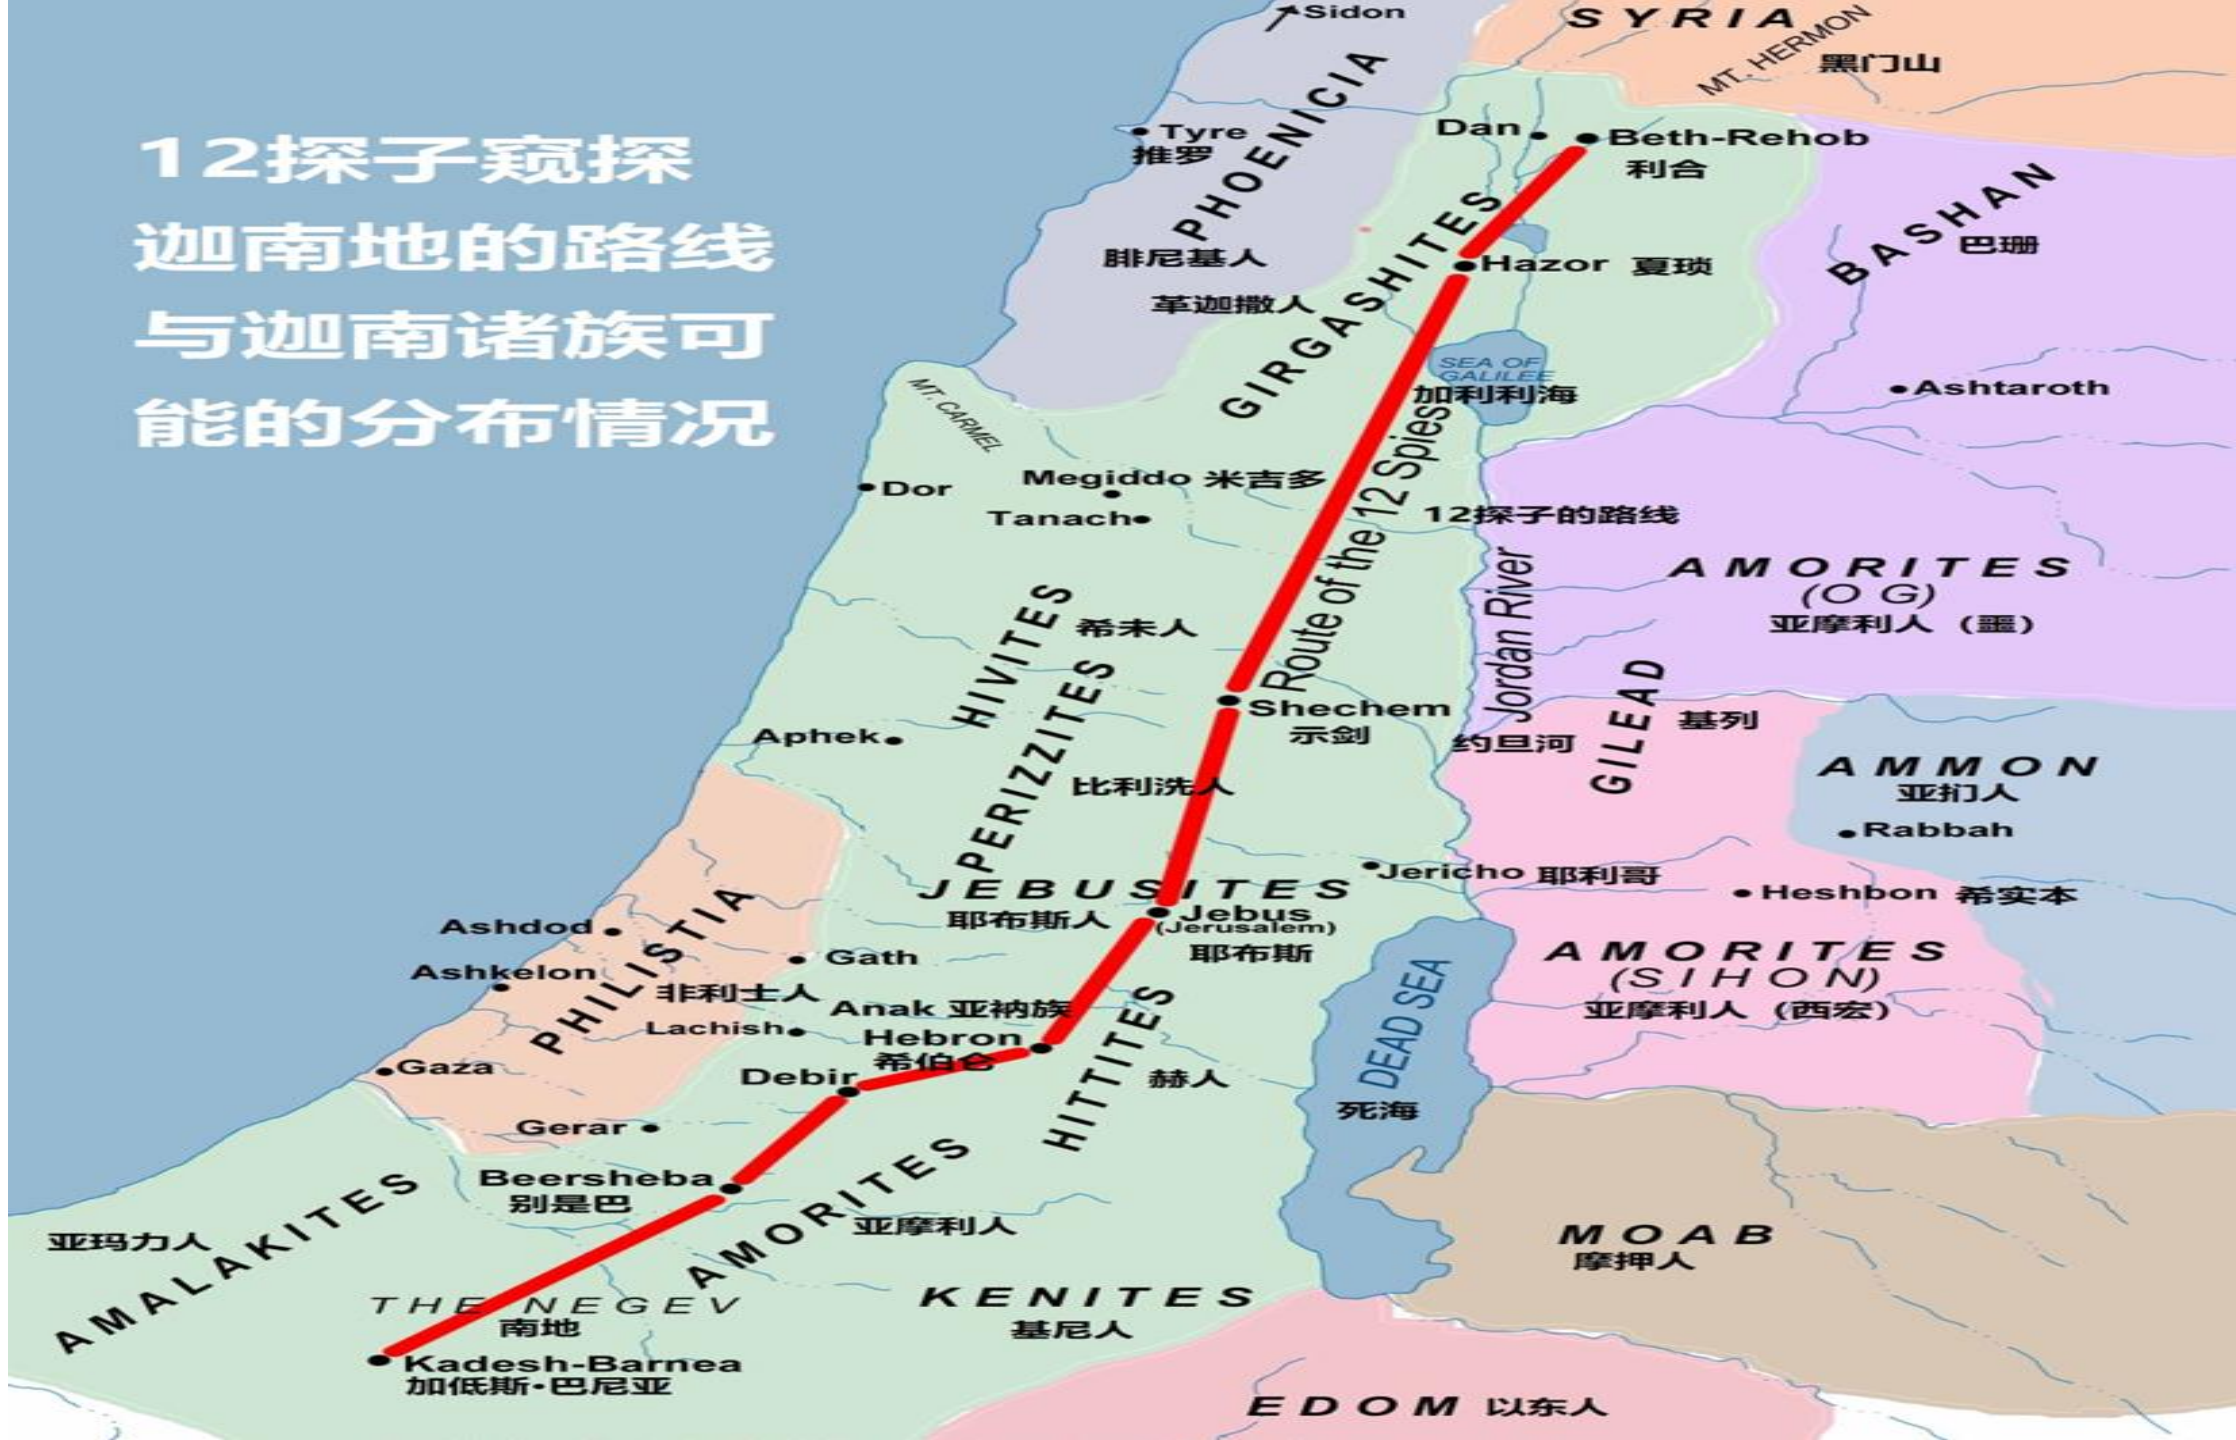 12探子窥探
迦南地的路线
与迦南诸族可
能的分布情况
Sidon
SYRIA
MT. HERMON
黑门山
PHOENICIA
Tyre
推罗
腓尼基人
Dan
Beth-Rehob
利合
BASHAN
巴珊
Hazor 夏琐
GIRGASHITES
革迦撒人
SEA OF
GALILEE
加利利海
Ashtaroth
MT. CARMEL
Dor
Megiddo 米吉多
Tanach
Route of the 12 Spies
12探子的路线
Jordan River
约旦河
AMORITES
(OG)
亚摩利人（噩）
HIVITES
希未人
PERIZZITES
比利洗人
Shechem
示剑
GILEAD
基列
Aphek
AMMON
亚扪人
Rabbah
Jericho 耶利哥
Heshbon 希实本
JEBUSITES
耶布斯人
Jebus
(Jerusalem)
耶布斯
AMORITES
(SIHON)
亚摩利人（西宏）
Ashdod
Ashkelon
PHILISTIA
非利士人
Gath
Anak 亚衲族
Lachish
Hebron
希伯仑
Gaza
Debir
HITTITES
赫人
DEAD SEA
死海
Gerar
Beersheba
别是巴
AMORITES
亚摩利人
AMALAKITES
亚玛力人
MOAB
摩押人
THE NEGEV
南地
KENITES
基尼人
Kadesh-Barnea
加低斯·巴尼亚
EDOM 以东人